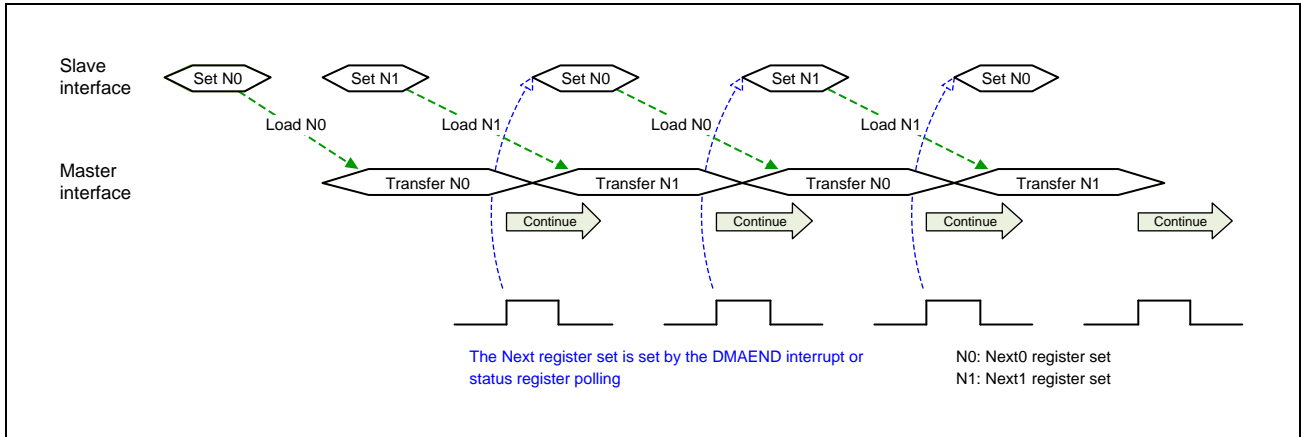 Slave
interface
Set N0
Set N1
Set N0
Set N1
Set N0
Load N0
Load N1
Load N0
Load N1
Master
interface
Transfer N0
Transfer N1
Transfer N0
Transfer N1
Continue
Continue
Continue
Continue
The Next register set is set by the DMAEND interrupt or
status register polling
N0: Next0 register set
N1: Next1 register set